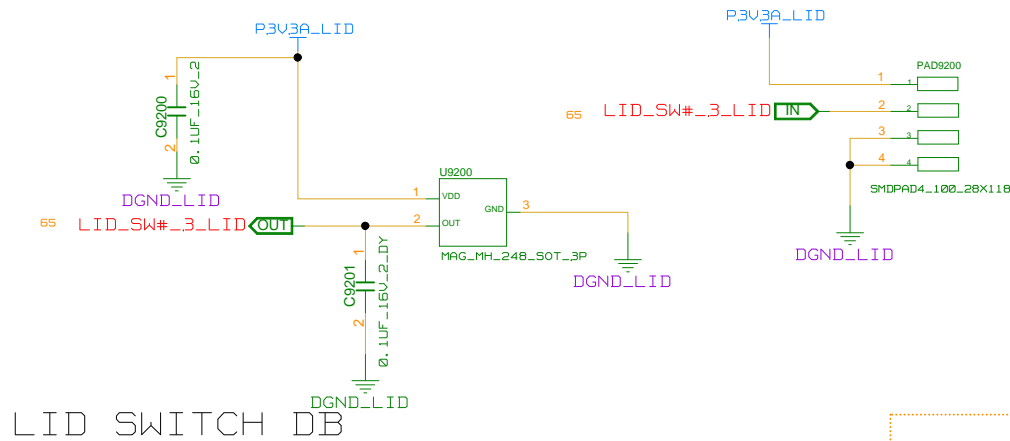 P3V3A_LID
1
C9200
0.1UF_16V_2
2
DGND_LID
65
LID_SW#_3_LID
OUT
U9200
1
VDD
2
OUT
GND
3
MAG_MH_248_SOT_3P
DGND_LID
1
C9201
0.1UF_16V_2_DY
2
DGND_LID
P3V3A_LID
PAD9200
1
1
65
LID_SW#_3_LID
IN
2
2
3
3
4
4
SMDPAD4_100_28X118
DGND_LID
LID SWITCH DB